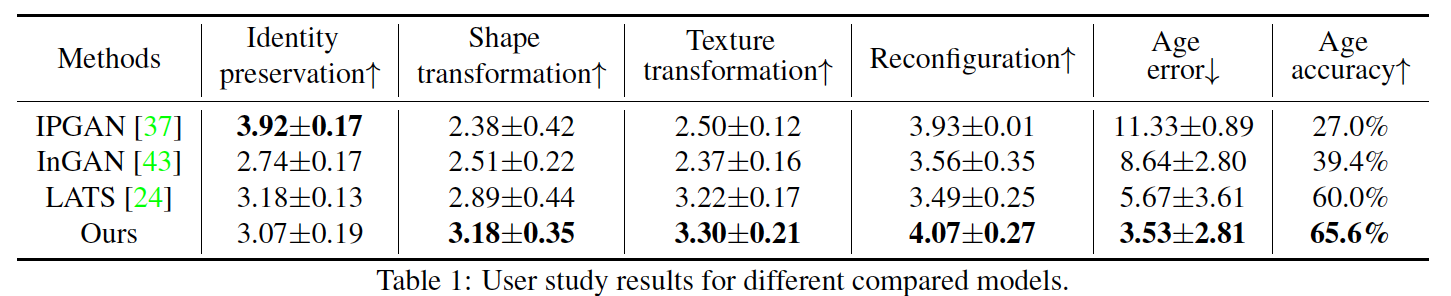 Methods Identity preservation↑ Shape transformation↑ Texture transformation↑ Reconfiguration↑ Age error↓ Age accuracy↑
IPGAN [37] 3.92±0.17 2.38±0.42 2.50±0.12 3.93±0.01 11.33±0.89 27.0%
InGAN [43] 2.74±0.17 2.51±0.22 2.37±0.16 3.56±0.35 8.64±2.80 39.4%
LATS [24] 3.18±0.13 2.89±0.44 3.22±0.17 3.49±0.25 5.67±3.61 60.0%
Ours 3.07±0.19 3.18±0.35 3.30±0.21 4.07±0.27 3.53±2.81 65.6%
Table 1: User study results for different compared models.